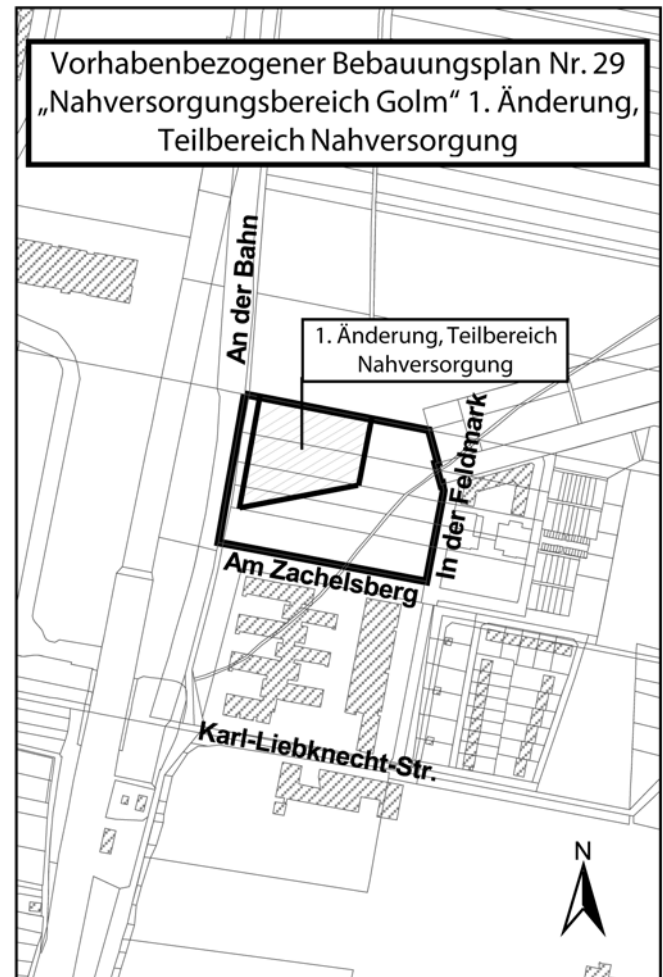 Vorhabenbezogener Bebauungsplan Nr. 29
„Nahversorgungsbereich Golm“ 1. Änderung,
Teilbereich Nahversorgung
An der Bahn
1. Änderung, Teilbereich
Nahversorgung
In der Feldmark
Am Zachelsberg
Karl-Liebknecht-Str.
N